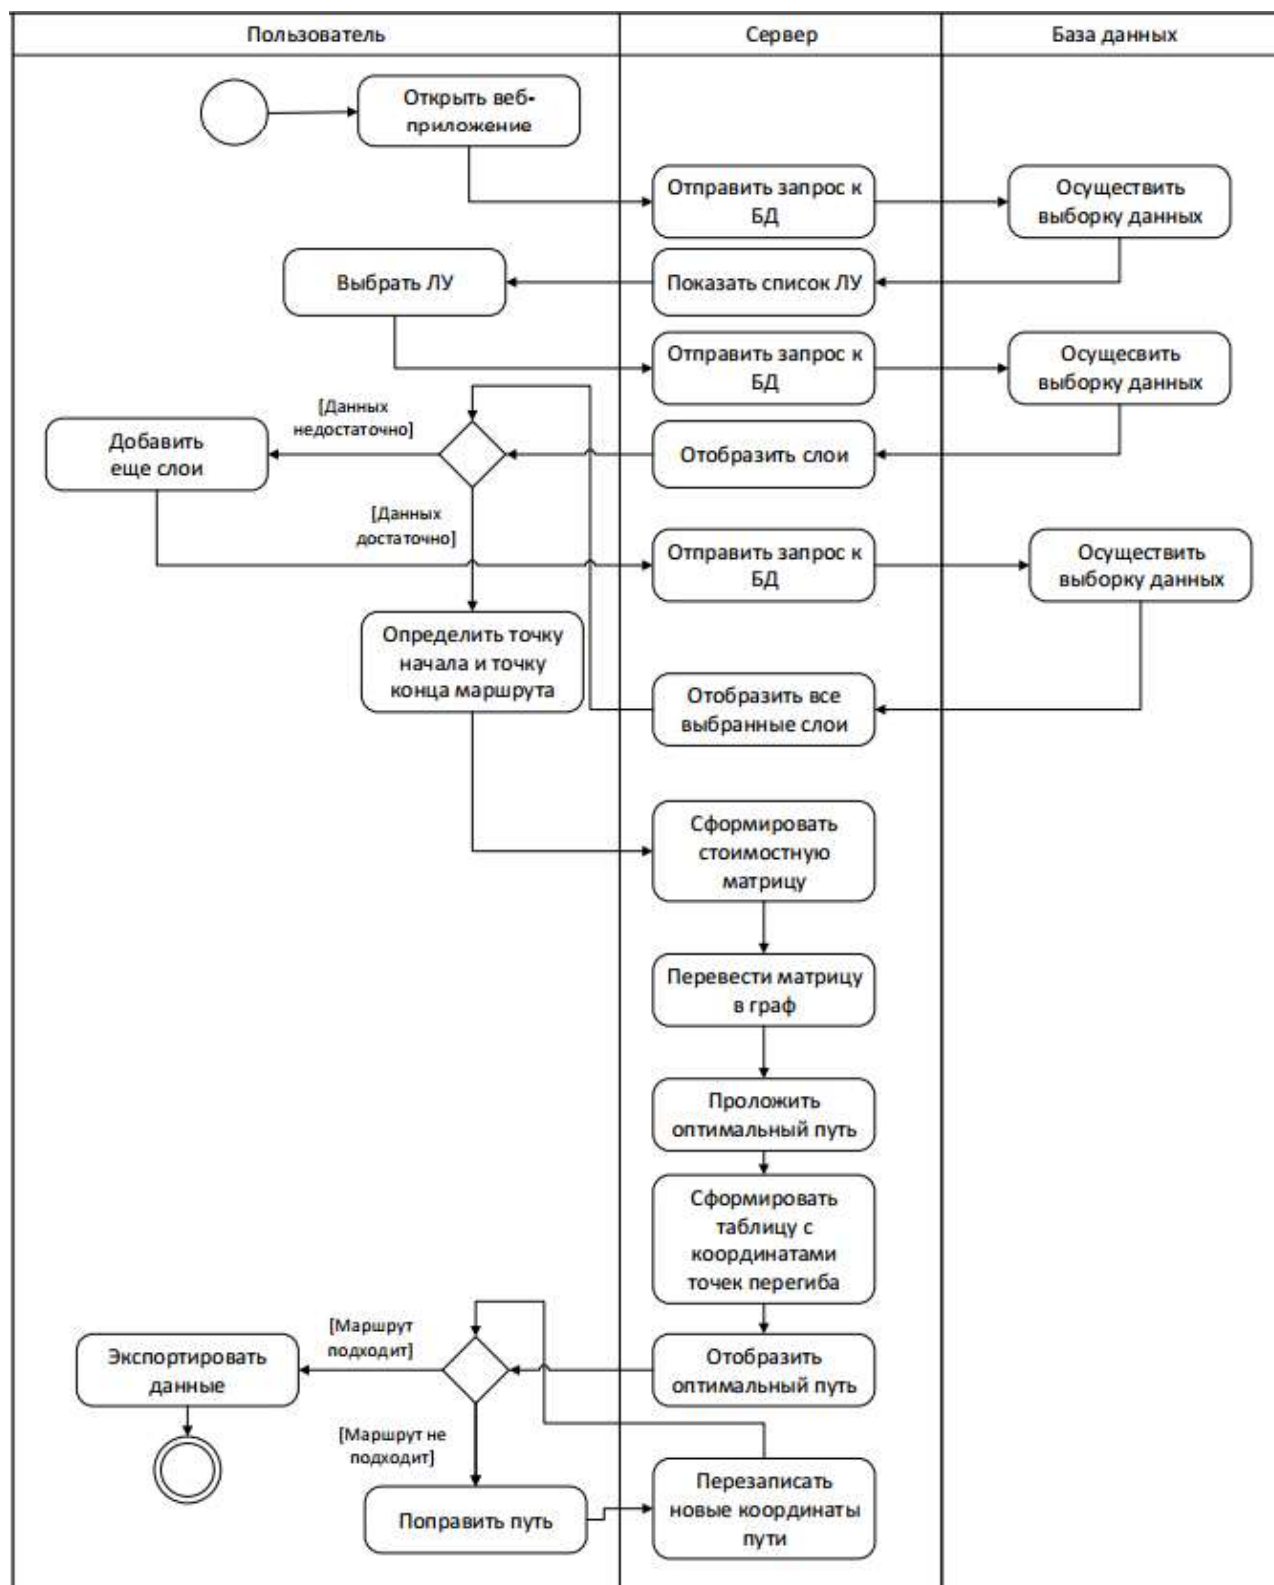 Пользователь
Сервер
База данных
Открыть веб-
приложение
Отправить запрос к
БД
Осуществить
выборку данных
Выбрать ЛУ
Показать список ЛУ
Отправить запрос к
БД
Осущесвить
выборку данных
[Данных
недостаточно]
Добавить
еще слои
Отобразить слои
[Данных
достаточно]
Отправить запрос к
БД
Осуществить
выборку данных
Определить точку
начала и точку
конца маршрута
Отобразить все
выбранные слои
Сформировать
стоимостную
матрицу
Перевести матрицу
в граф
Проложить
оптимальный путь
Сформировать
таблицу с
координатами
точек перегиба
[Маршрут
подходит]
Экспортировать
данные
Отобразить
оптимальный путь
[Маршрут не
подходит]
Поправить путь
Перезаписать
новые координаты
пути